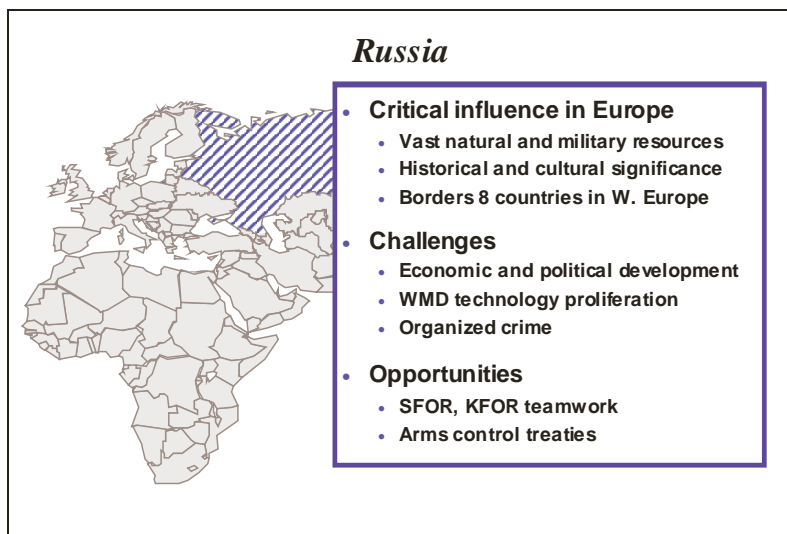 Russia
• Critical influence in Europe
• Vast natural and military resources
• Historical and cultural significance
• Borders 8 countries in W. Europe
• Challenges
• Economic and political development
• WMD technology proliferation
• Organized crime
• Opportunities
• SFOR, KFOR teamwork
• Arms control treaties